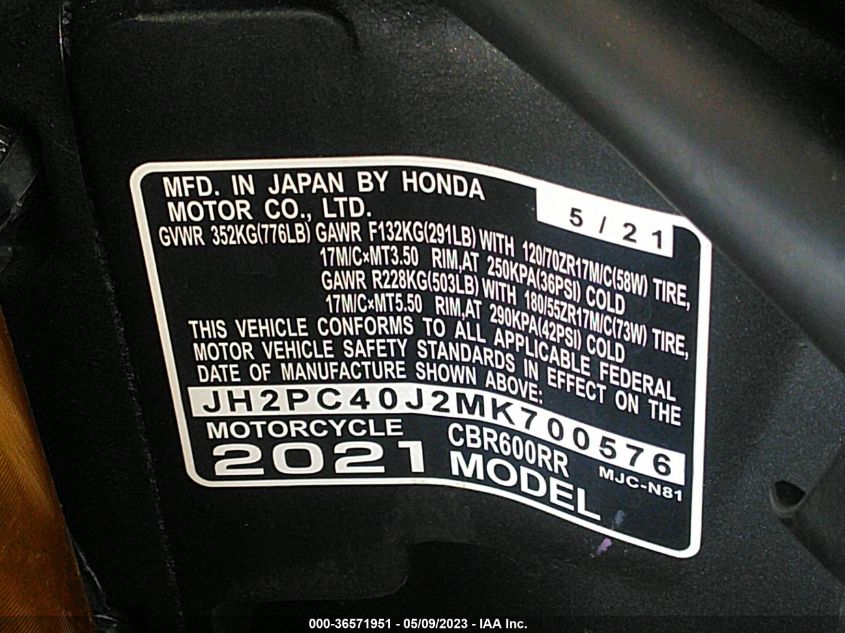 MFD. IN JAPAN BY HONDA
MOTOR CO., LTD.
5 / 21
GVWR 352KG(776LB) GAWR F132KG(291LB) WITH 120/70ZR17M/C(58W) TIRE,
17M/C×MT3.50 RIM,AT 250KPA(36PSI) COLD
GAWR R228KG(503LB) WITH 180/55ZR17M/C(73W) TIRE,
17M/C×MT5.50 RIM,AT 290KPA(42PSI) COLD
THIS VEHICLE CONFORMS TO ALL APPLICABLE FEDERAL
MOTOR VEHICLE SAFETY STANDARDS IN EFFECT ON THE
DATE OF MANUFACTURE SHOWN ABOVE:
JH2PC40J2MK700576
MOTORCYCLE CBR600RR MJC-N81
2021 MODEL
000-36571951 - 05/09/2023 - IAA Inc.